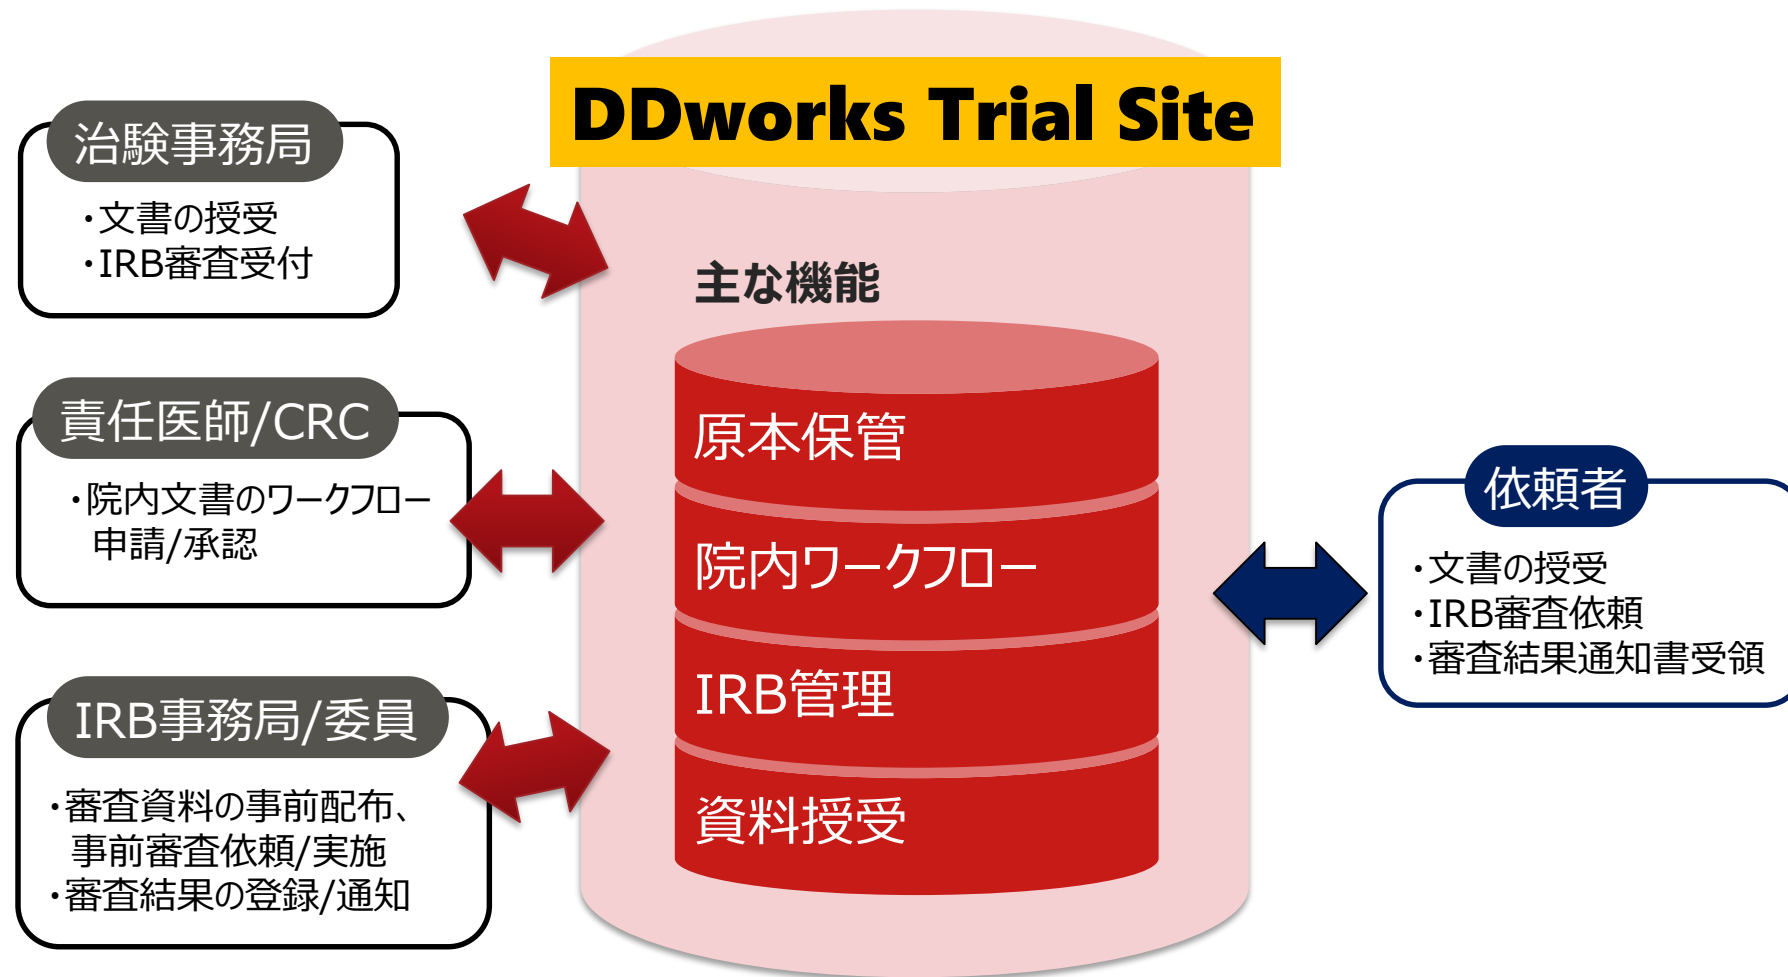 DDworks Trial Site
治験事務局
・文書の授受
・IRB審査受付
責任医師/CRC
・院内文書のワークフロー
申請/承認
IRB事務局/委員
・審査資料の事前配布、
事前審査依頼/実施
・審査結果の登録/通知
主な機能
原本保管
院内ワークフロー
IRB管理
資料授受
依頼者
・文書の授受
・IRB審査依頼
・審査結果通知書受領